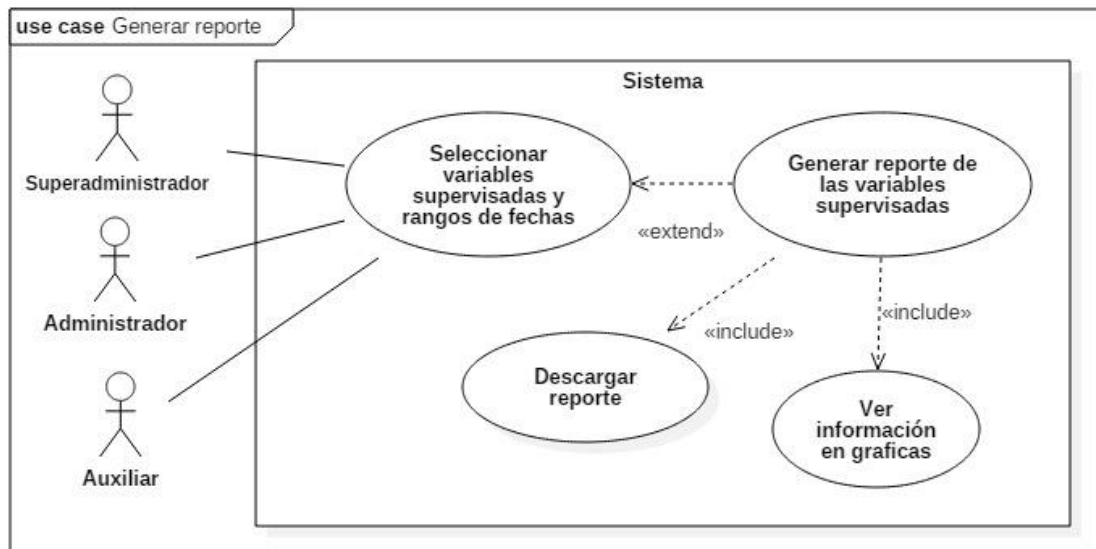 use case Generar reporte
Sistema
Superadministrador
Administrador
Auxiliar
Seleccionar
variables
supervisadas y
rangos de fechas
Generar reporte de
las variables
supervisadas
«extend»
«include»
«include»
Descargar
reporte
Ver
información
en graficas